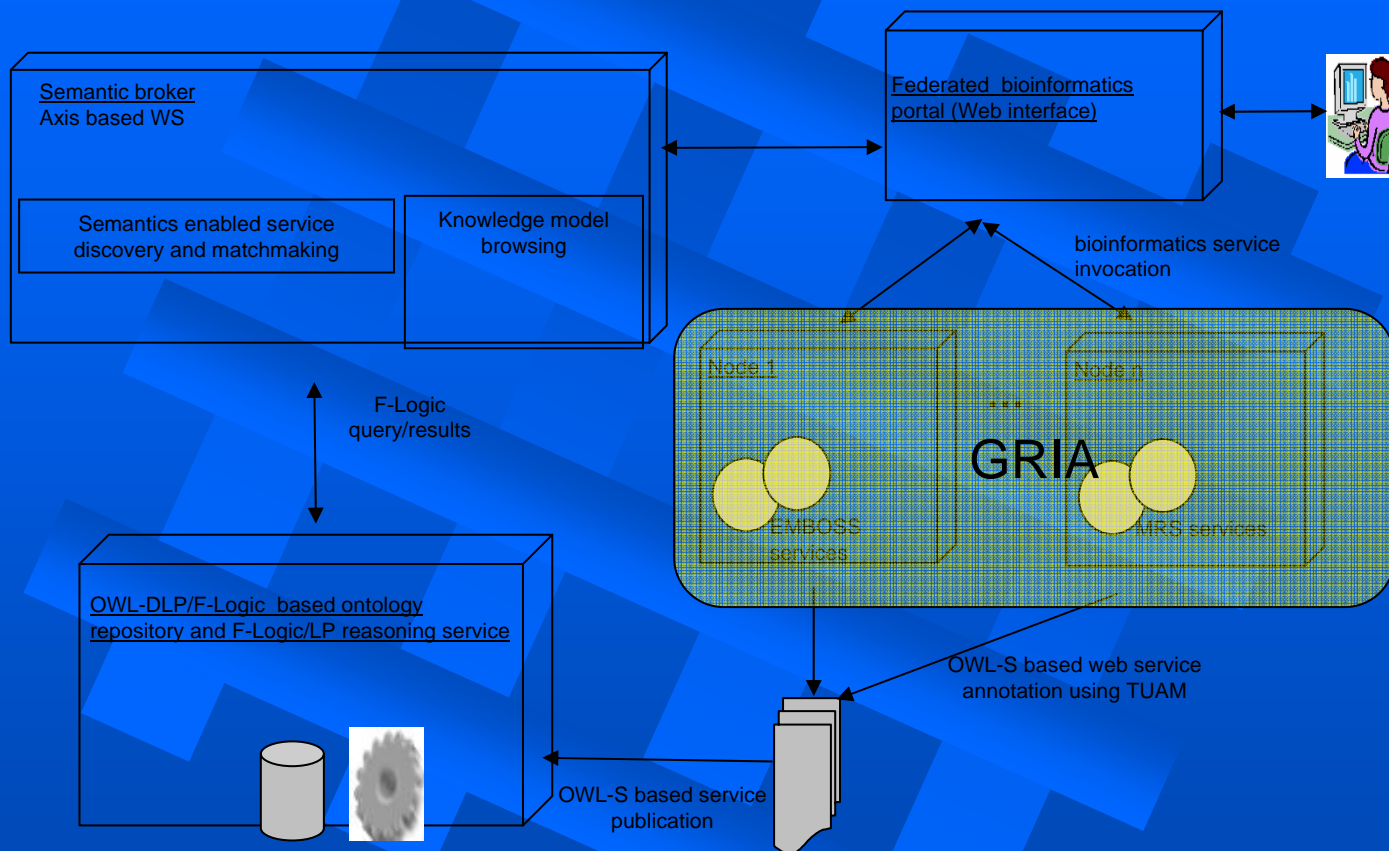 Semantic broker
Axis based WS
Semantics enabled service
discovery and matchmaking
Knowledge model
browsing
Federated bioinformatics
portal (Web interface)
bioinformatics service
invocation
F-Logic
query/results
Node 1
Node n
...
GRIA
EMBOSS
services
MRS services
OWL-DLP/F-Logic based ontology
repository and F-Logic/LP reasoning service
OWL-S based web service
annotation using TUAM
OWL-S based service
publication